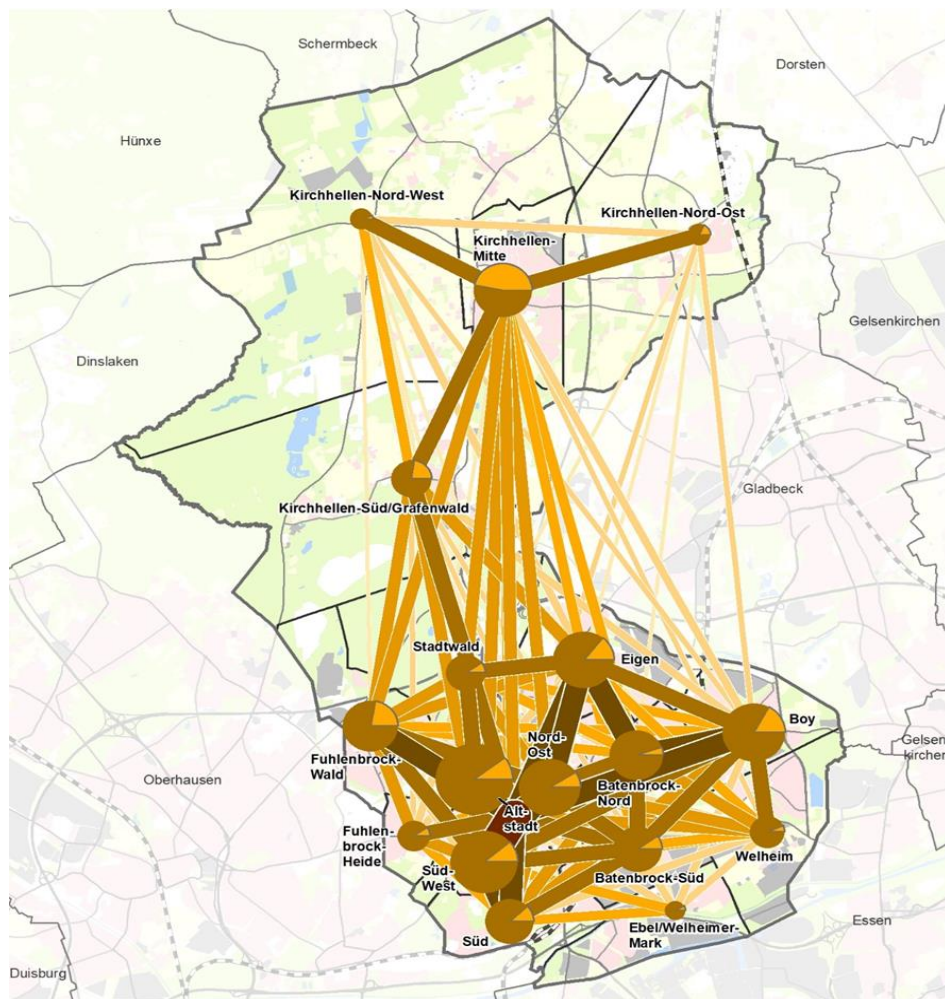 Schermbeck
Dorsten
Hünxe
Kirchhellen-Nord-West
Kirchhellen-Nord-Ost
Kirchhellen-
Mitte
Gelsenkirchen
Dinslaken
Gladbeck
Kirchhellen-Süd/Grafenwald
Stadtwald
Eigen
Boy
Nord-
Ost
Gelsen-
kirchen
Fuhlenbrock-
Wald
Oberhausen
Batenbrock-
Nord
Alt-
stadt
Fuhlen-
brock-
Heide
Welheim
Süd-
West
Batenbrock-Süd
Essen
Ebel/Welheimer-
Mark
Süd
Duisburg